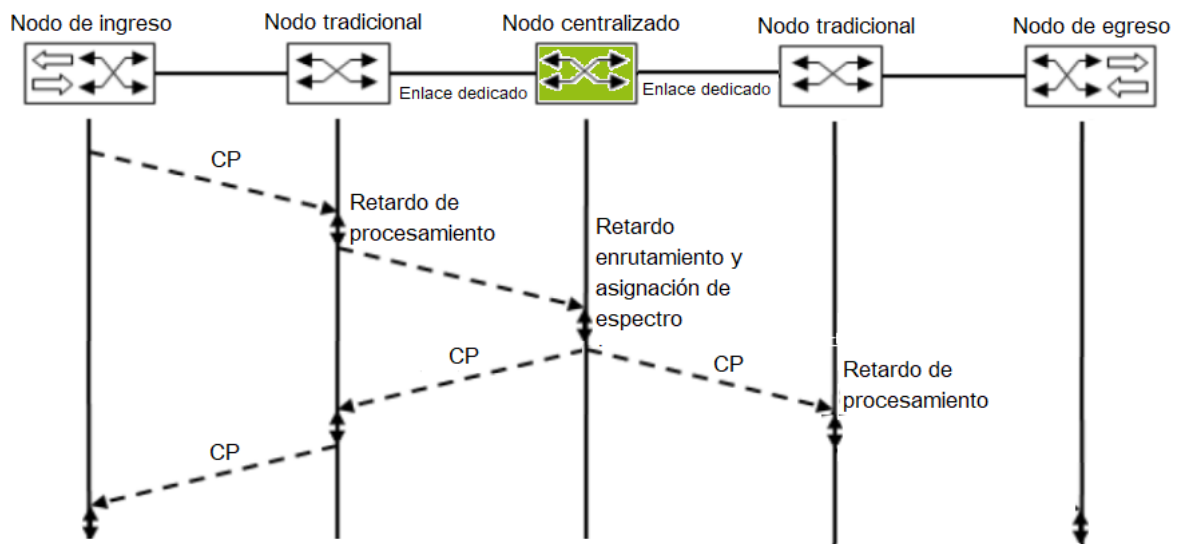 Nodo de ingreso
Nodo tradicional
Nodo centralizado
Nodo tradicional
Nodo de egreso
Enlace dedicado
Enlace dedicado
CP
Retardo de
procesamiento
Retardo
enrutamiento y
asignación de
espectro
CP
CP
Retardo de
procesamiento
CP